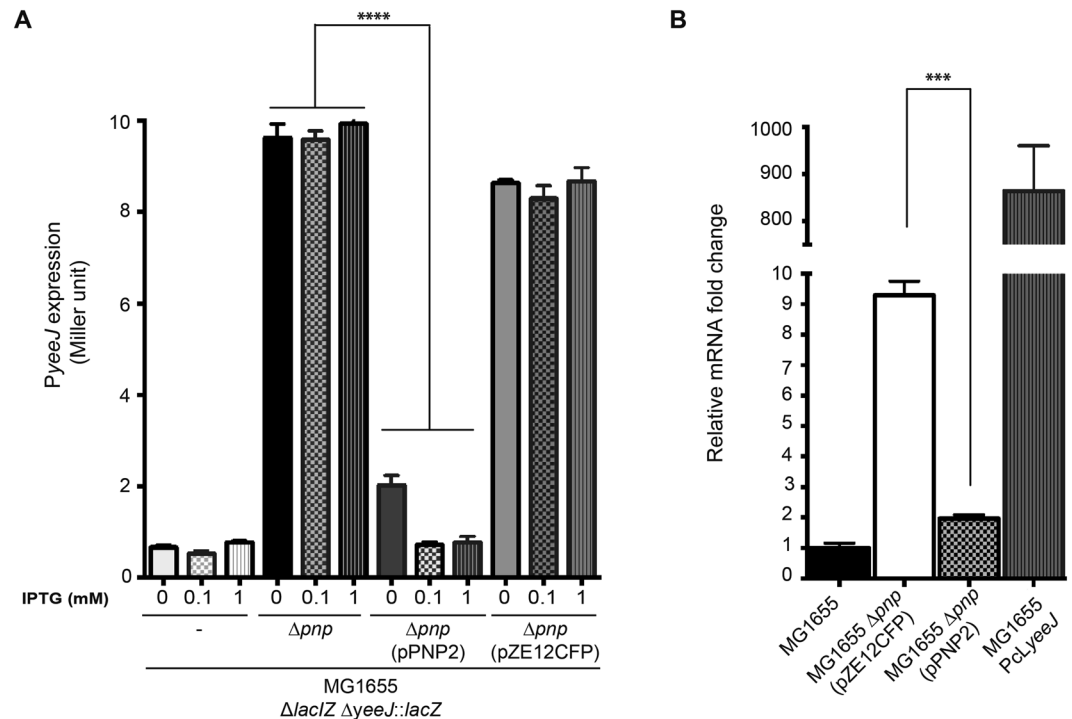 A
****
10
8
6
4
2
0
PyeeJ expression
(Miller unit)
IPTG (mM)
0 0.1 1 0 0.1 1 0 0.1 1 0 0.1 1
-
Δpnp
Δpnp
(pPNP2)
Δpnp
(pZE12CFP)
MG1655
ΔlacIZ ΔyeeJ::lacZ
B
***
1000
900
800
10
9
8
7
6
5
4
3
2
1
0
Relative mRNA fold change
MG1655
MG1655 Δpnp
(pZE12CFP)
MG1655 Δpnp
(pPNP2)
MG1655
PcLyeeJ